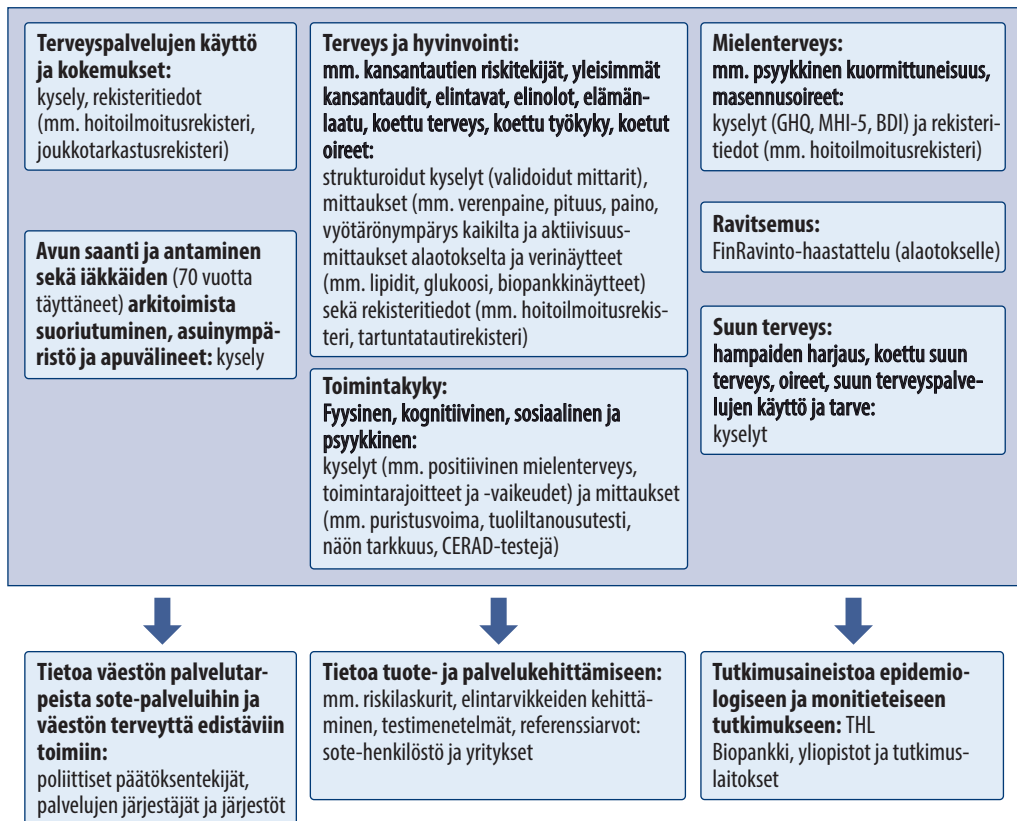 Terveyspalvelujen käyttö
ja kokemukset:
kysely, rekisteritiedot
(mm. hoitoilmoitusrekisteri,
joukkotarkastusrekisteri)
Avun saanti ja antaminen
sekä iäkkäiden (70 vuotta
täyttäneet) arkitoimista
suoriutuminen, asuinympä-
ristö ja apuvälineet: kysely
Terveys ja hyvinvointi:
mm. kansantautien riskitekijät, yleisimmät
kansantaudit, elintavat, elinolot, elämän-
laatu, koettu terveys, koettu työkyky, koetut
oireet:
strukturoidut kyselyt (validoidut mittarit),
mittaukset (mm. verenpaine, pituus, paino,
vyötärönympärys kaikilta ja aktiivisuus-
mittaukset alaotokselta ja verinäytteet
(mm. lipidit, glukoosi, biopankkinäytteet)
sekä rekisteritiedot (mm. hoitoilmoitusrekis-
teri, tartuntatautirekisteri)
Toimintakyky:
Fyysinen, kognitiivinen, sosiaalinen ja
psyykkinen:
kyselyt (mm. positiivinen mielenterveys,
toimintarajoitteet ja -vaikeudet) ja mittaukset
(mm. puristusvoima, tuoliltanousutesti,
näön tarkkuus, CERAD-testejä)
Mielenterveys:
mm. psyykkinen kuormittuneisuus,
masennusoireet:
kyselyt (GHQ, MHI-5, BDI) ja rekisteri-
tiedot (mm. hoitoilmoitusrekisteri)
Ravitsemus:
FinRavinto-haastattelu (alaotokselle)
Suun terveys:
hampaiden harjaus, koettu suun
terveys, oireet, suun terveyspalve-
lujen käyttö ja tarve:
kyselyt
Tietoa väestön palvelutar-
peista sote-palveluihin ja
väestön terveyttä edistäviin
toimiin:
poliittiset päätöksentekijät,
palvelujen järjestäjät ja järjestöt
Tietoa tuote- ja palvelukehittämiseen:
mm. riskilaskurit, elintarvikkeiden kehittä-
minen, testimenetelmät, referenssiarvot:
sote-henkilöstö ja yritykset
Tutkimusaineistoa epidemio-
logiseen ja monitieteiseen
tutkimukseen: THL
Biopankki, yliopistot ja tutkimus-
laitokset